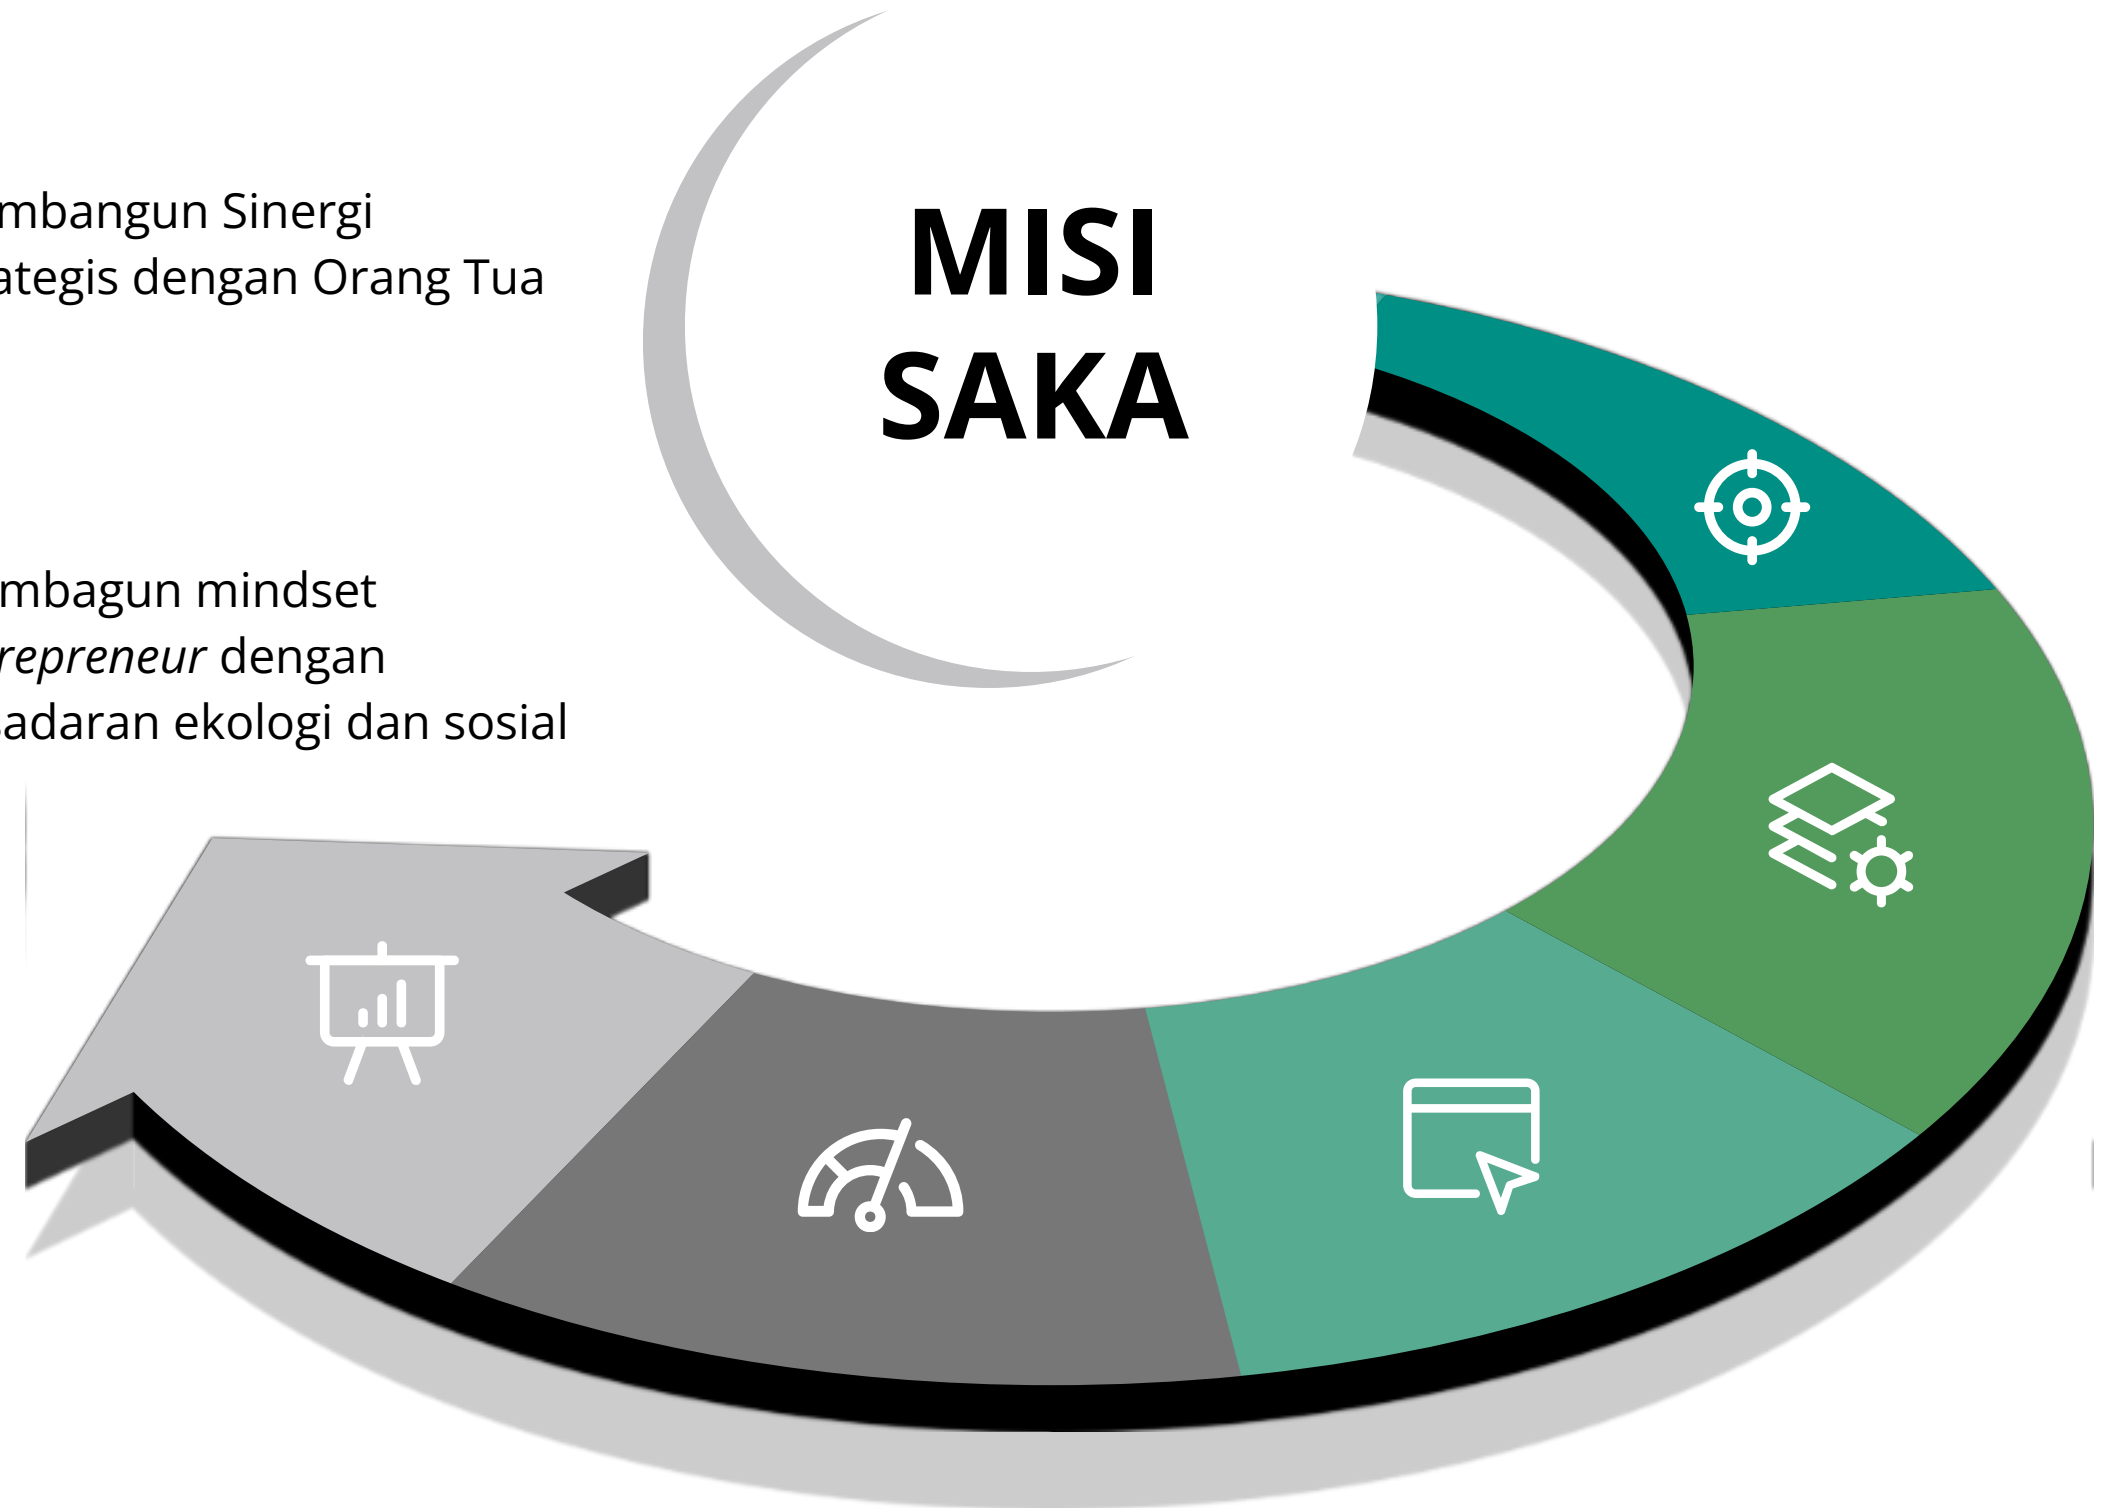 mbangun Sinergi
ategis dengan Orang Tua
MISI
SAKA
mbagun mindset
repreneur dengan
adaran ekologi dan sosial